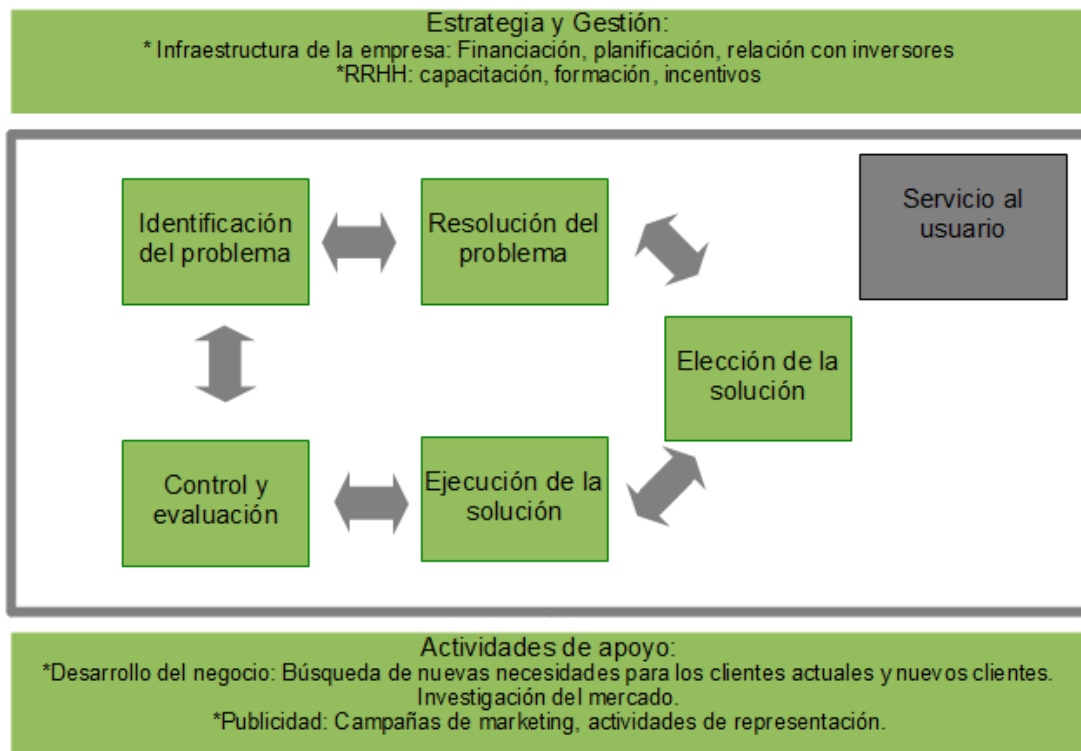 Estrategia y Gestión:
* Infraestructura de la empresa: Financiación, planificación, relación con inversores
*RRHH: capacitación, formación, incentivos
Identificación
del problema
Resolución del
problema
Servicio al
usuario
Elección de la
solución
Control y
evaluación
Ejecución de la
solución
Actividades de apoyo:
*Desarrollo del negocio: Búsqueda de nuevas necesidades para los clientes actuales y nuevos clientes.
Investigación del mercado.
*Publicidad: Campañas de marketing, actividades de representación.